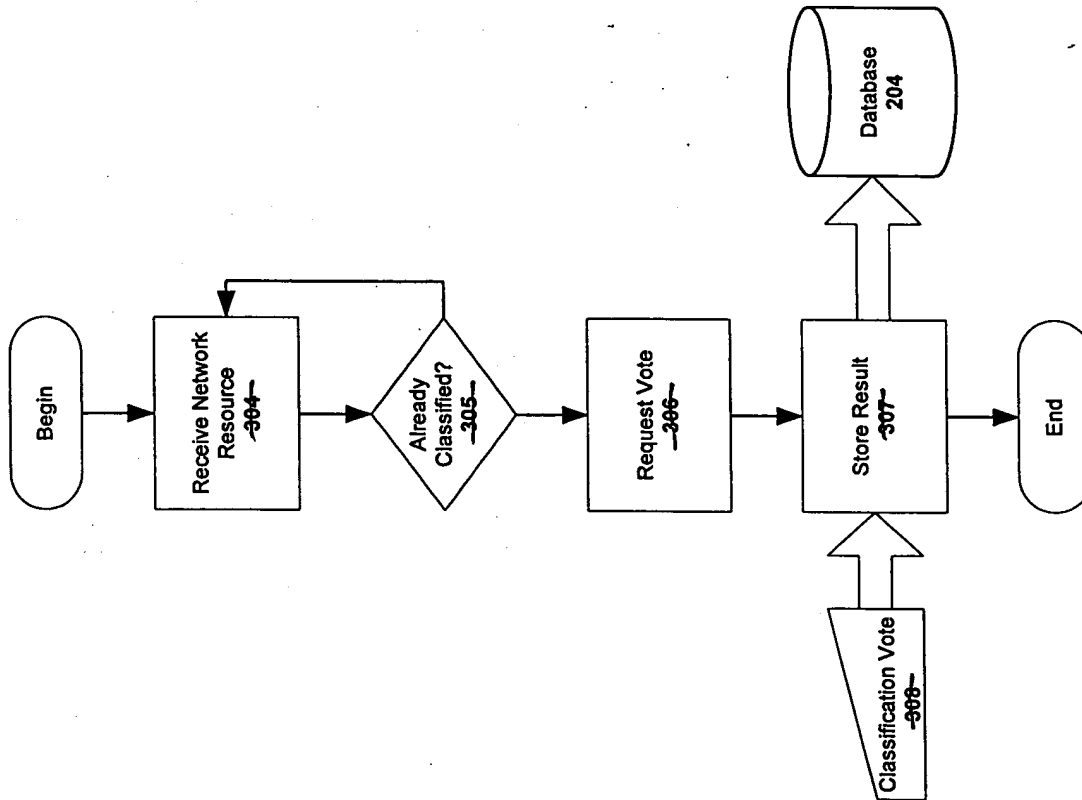 Begin
Receive Network
Resource
304
Already
Classified?
305
Request Vote
306
Classification Vote
308
Store Result
307
Database
204
End